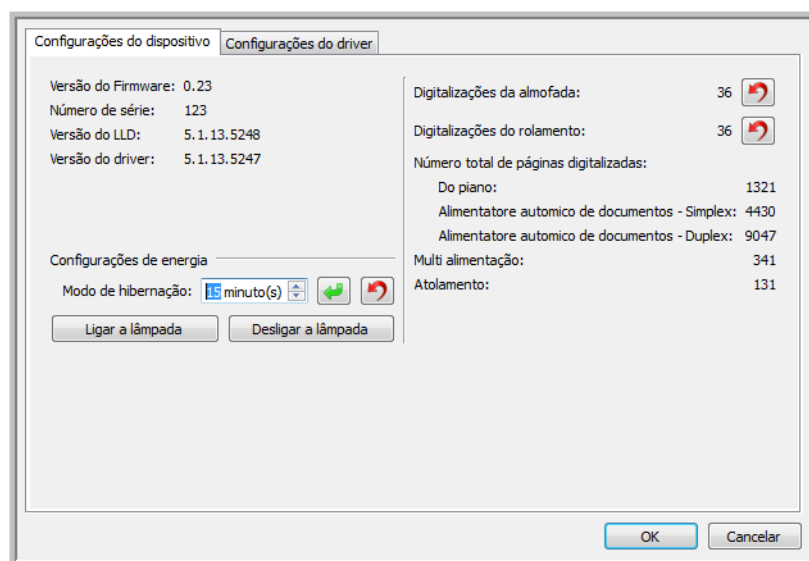 Configurações do dispositivo
Configurações do driver
Versão do Firmware: 0.23
Número de série: 123
Versão do LLD: 5.1.13.5248
Versão do driver: 5.1.13.5247
Configurações de energia
Modo de hibernação: 15 minuto(s)
Ligar a lâmpada
Desligar a lâmpada
Digitalizações da almofada: 36
Digitalizações do rolamento: 36
Número total de páginas digitalizadas:
Do piano: 1321
Alimentatore automico de documentos - Simplex: 4430
Alimentatore automico de documentos - Duplex: 9047
Multi alimentação: 341
Atolamento: 131
OK
Cancelar